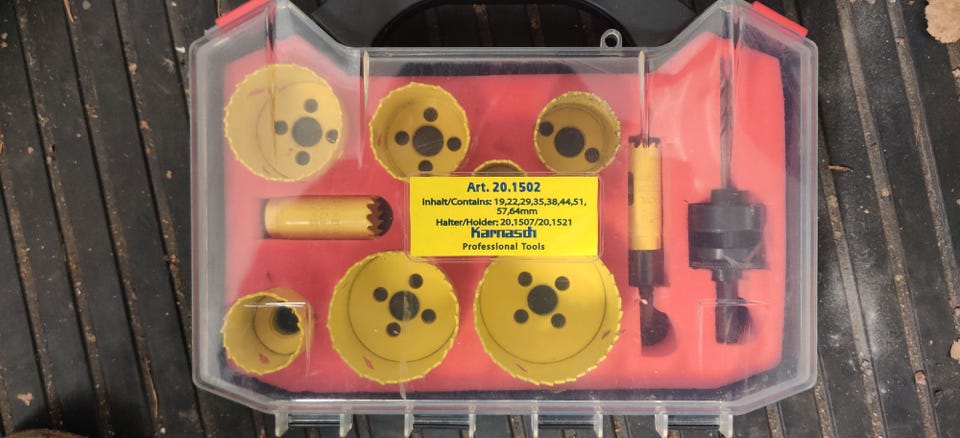 Art. 20.1502
Inhalt/Contains: 19,22,29,35,38,44,51,
57,64mm
Halter/Holder: 20.1507/20.1521
Karnasch
Professional Tools